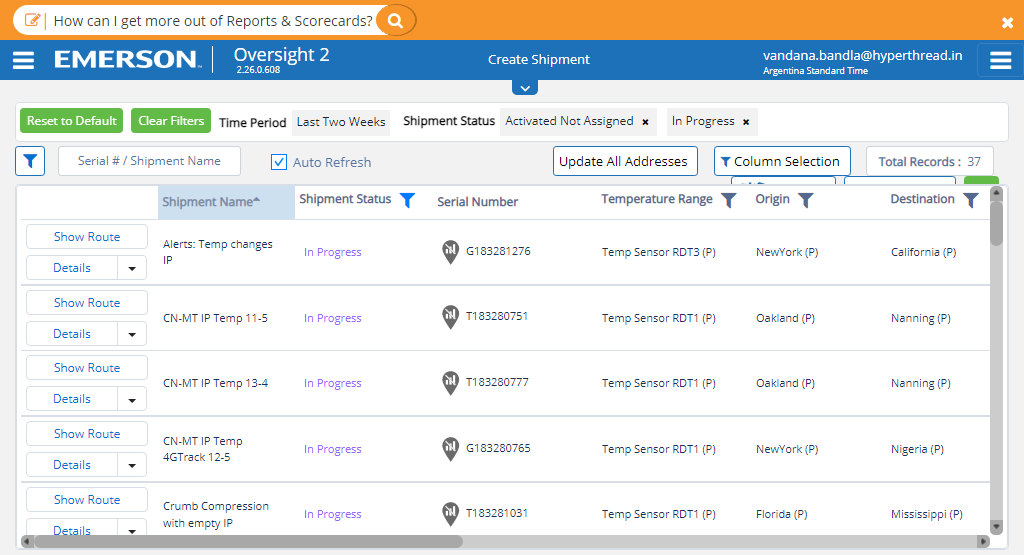 How can I get more out of Reports & Scorecards?
EMERSON
Oversight 2
2.26.0.608
Create Shipment
vandana.bandla@hyperthread.in
Argentina Standard Time
Reset to Default Clear Filters Time Period Last Two Weeks Shipment Status Activated Not Assigned × In Progress ×
Serial # / Shipment Name Auto Refresh Update All Addresses Column Selection Total Records : 37
Shipment Name Shipment Status Serial Number Temperature Range Origin Destination
Show Route
Details
Alerts: Temp changes
IP
In Progress G183281276 Temp Sensor RDT3 (P) NewYork (P) California (P)
Show Route
Details
CN-MT IP Temp 11-5 In Progress T183280751 Temp Sensor RDT1 (P) Oakland (P) Nanning (P)
Show Route
Details
CN-MT IP Temp 13-4 In Progress T183280777 Temp Sensor RDT1 (P) Oakland (P) Nanning (P)
Show Route
Details
CN-MT IP Temp
4GTrack 12-5
In Progress G183280765 Temp Sensor RDT1 (P) NewYork (P) Nigeria (P)
Show Route
Details
Crumb Compression
with empty IP
In Progress T183281031 Temp Sensor RDT1 (P) Florida (P) Mississippi (P)